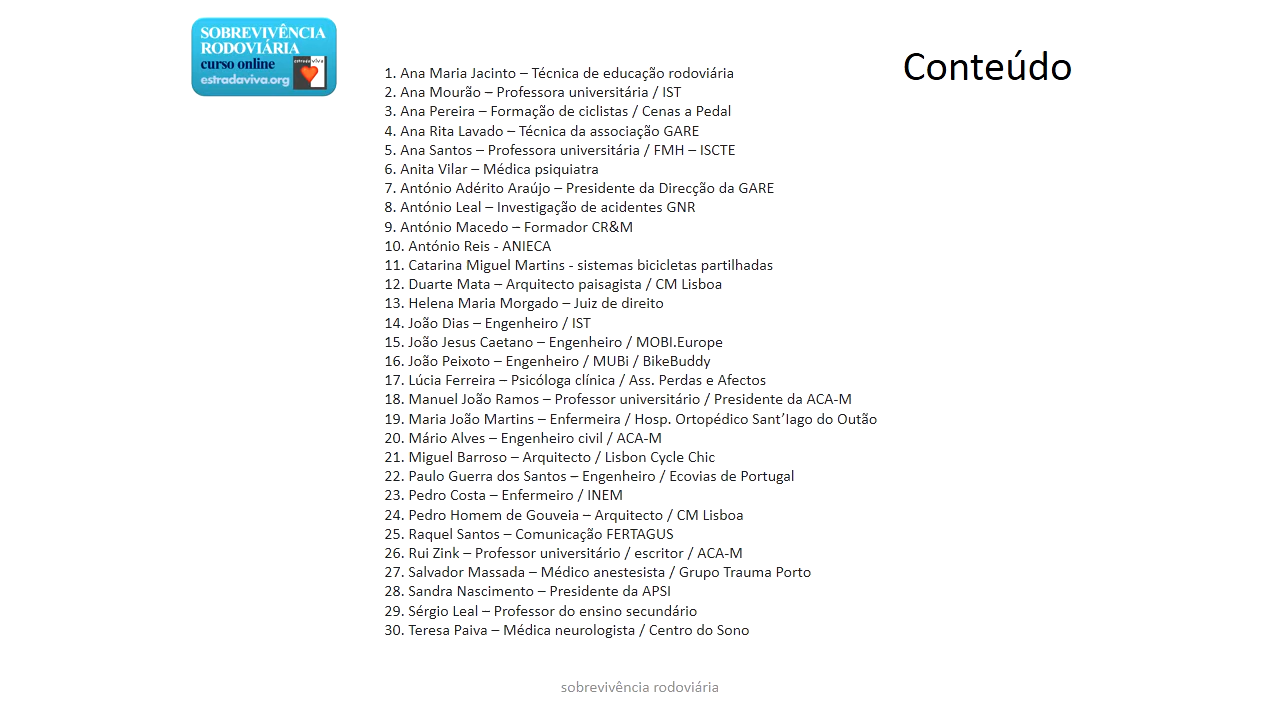 SOBREVIVÊNCIA
RODOVIÁRIA
curso online
estradaviva.org
estrada viva
Conteúdo
1. Ana Maria Jacinto – Técnica de educação rodoviária
2. Ana Mourão – Professora universitária / IST
3. Ana Pereira – Formação de ciclistas / Cenas a Pedal
4. Ana Rita Lavado – Técnica da associação GARE
5. Ana Santos – Professora universitária / FMH – ISCTE
6. Anita Vilar – Médica psiquiatra
7. António Adérito Araújo – Presidente da Direcção da GARE
8. António Leal – Investigação de acidentes GNR
9. António Macedo – Formador CR&M
10. António Reis - ANIECA
11. Catarina Miguel Martins - sistemas bicicletas partilhadas
12. Duarte Mata – Arquitecto paisagista / CM Lisboa
13. Helena Maria Morgado – Juiz de direito
14. João Dias – Engenheiro / IST
15. João Jesus Caetano – Engenheiro / MOBI.Europe
16. João Peixoto – Engenheiro / MUBi / BikeBuddy
17. Lúcia Ferreira – Psicóloga clínica / Ass. Perdas e Afectos
18. Manuel João Ramos – Professor universitário / Presidente da ACA-M
19. Maria João Martins – Enfermeira / Hosp. Ortopédico Sant’Iago do Outão
20. Mário Alves – Engenheiro civil / ACA-M
21. Miguel Barroso – Arquitecto / Lisbon Cycle Chic
22. Paulo Guerra dos Santos – Engenheiro / Ecovias de Portugal
23. Pedro Costa – Enfermeiro / INEM
24. Pedro Homem de Gouveia – Arquitecto / CM Lisboa
25. Raquel Santos – Comunicação FERTAGUS
26. Rui Zink – Professor universitário / escritor / ACA-M
27. Salvador Massada – Médico anestesista / Grupo Trauma Porto
28. Sandra Nascimento – Presidente da APSI
29. Sérgio Leal – Professor do ensino secundário
30. Teresa Paiva – Médica neurologista / Centro do Sono
sobrevivência rodoviária